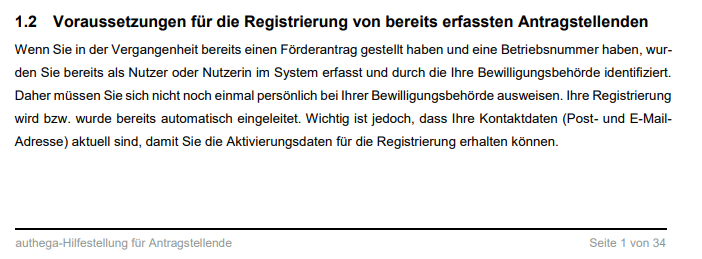 1.2 Voraussetzungen für die Registrierung von bereits erfassten Antragstellenden
Wenn Sie in der Vergangenheit bereits einen Förderantrag gestellt haben und eine Betriebsnummer haben, wur-
den Sie bereits als Nutzer oder Nutzerin im System erfasst und durch die Ihre Bewilligungsbehörde identifiziert.
Daher müssen Sie sich nicht noch einmal persönlich bei Ihrer Bewilligungsbehörde ausweisen. Ihre Registrierung
wird bzw. wurde bereits automatisch eingeleitet. Wichtig ist jedoch, dass Ihre Kontaktdaten (Post- und E-Mail-
Adresse) aktuell sind, damit Sie die Aktivierungsdaten für die Registrierung erhalten können.
authega-Hilfestellung für Antragstellende Seite 1 von 34